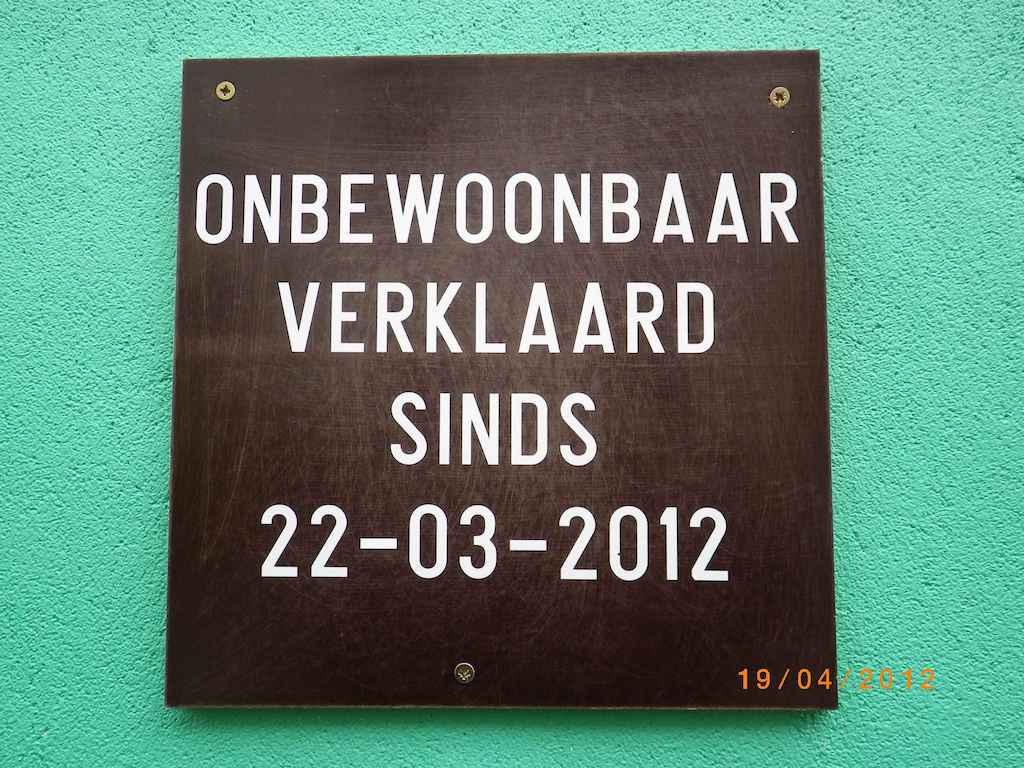 ONBEWOONBAAR
VERKLAARD
SINDS
22-03-2012
19/04/2012